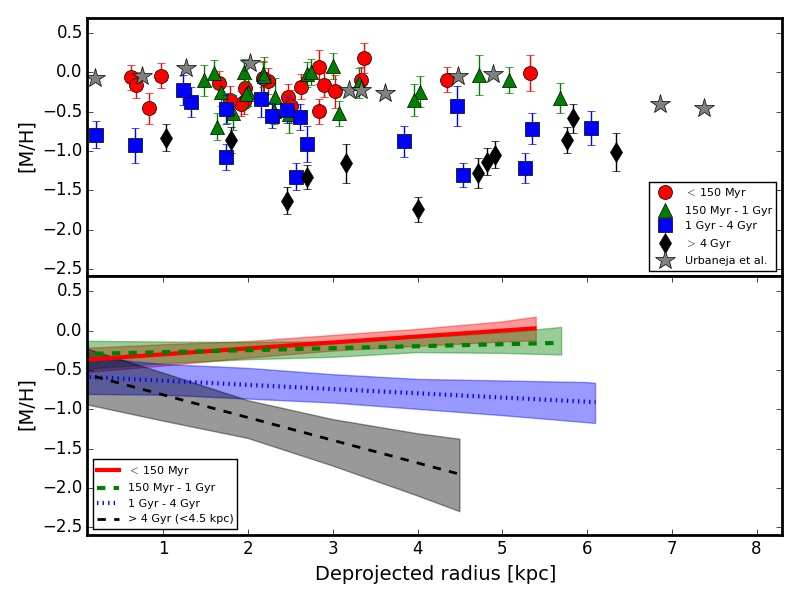 0.5
0.0
−0.5
−1.0
−1.5
−2.0
−2.5
[M/H]
< 150 Myr
150 Myr - 1 Gyr
1 Gyr - 4 Gyr
> 4 Gyr
Urbaneja et al.
0.5
0.0
−0.5
−1.0
−1.5
−2.0
−2.5
[M/H]
< 150 Myr
150 Myr - 1 Gyr
1 Gyr - 4 Gyr
> 4 Gyr (<4.5 kpc)
1 2 3 4 5 6 7 8
Deprojected radius [kpc]